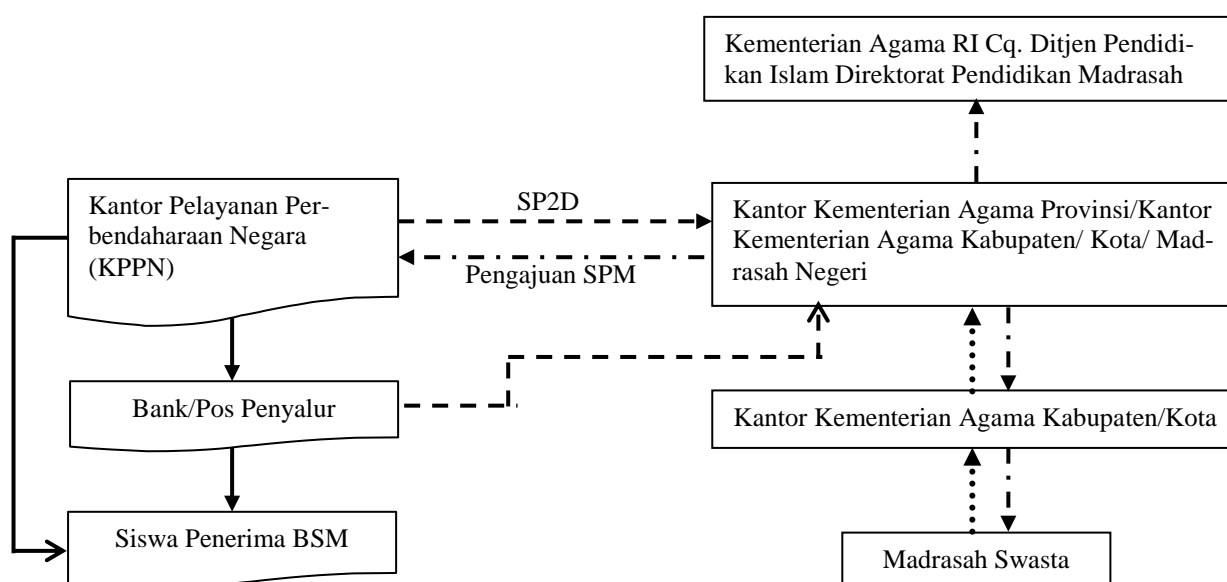 Kementerian Agama RI Cq. Ditjen Pendidi-
kan Islam Direktorat Pendidikan Madrasah
Kantor Pelayanan Per-
bendaharaan Negara
(KPPN)
SP2D
Pengajuan SPM
Kantor Kementerian Agama Provinsi/Kantor
Kementerian Agama Kabupaten/ Kota/ Mad-
rasah Negeri
Bank/Pos Penyalur
Kantor Kementerian Agama Kabupaten/Kota
Siswa Penerima BSM
Madrasah Swasta